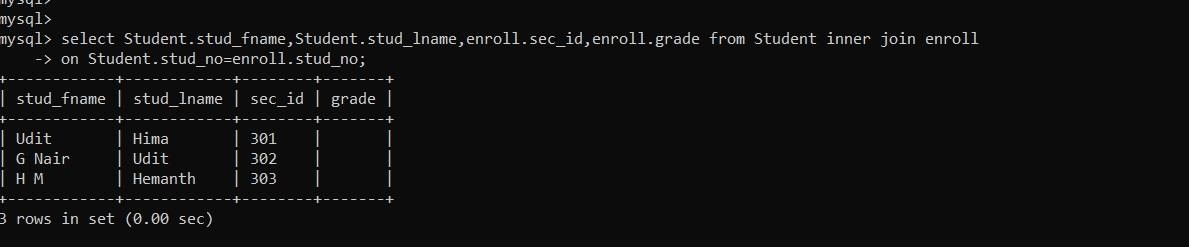 mysql>
mysql>
mysql> select Student.stud_fname,Student.stud_lname,enroll.sec_id,enroll.grade from Student inner join enroll
    -> on Student.stud_no=enroll.stud_no;
+------------+------------+--------+-------+
| stud_fname | stud_lname | sec_id | grade |
+------------+------------+--------+-------+
| Udit       | Hima       | 301    |       |
| G Nair     | Udit       | 302    |       |
| H M        | Hemanth    | 303    |       |
+------------+------------+--------+-------+
3 rows in set (0.00 sec)